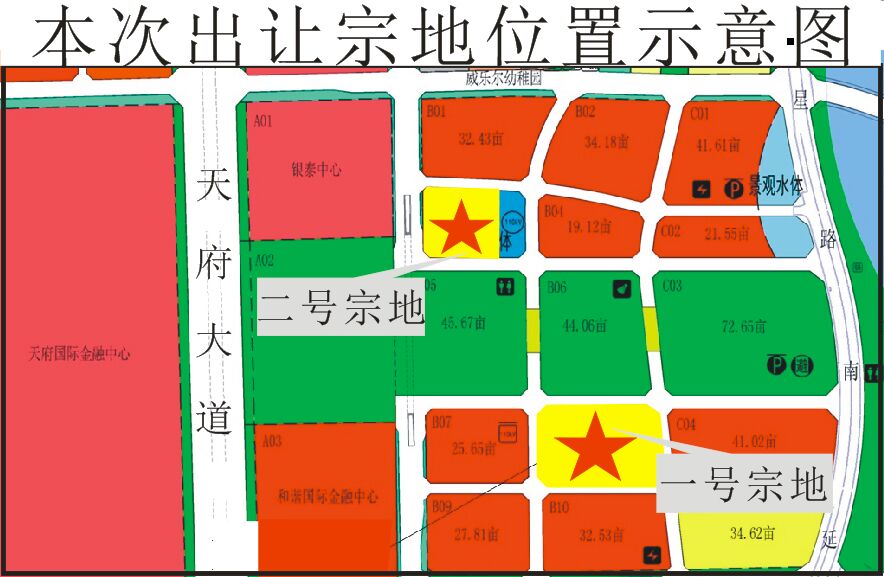 本次出让宗地位置示意图
威乐尔幼稚园
天府大道
星
路
南
延
A01
银泰中心
B01
32.43亩
B02
34.18亩
C01
41.61亩
景观水体
B04
19.12亩
C02
21.55亩
110kV
体
A02
二号宗地
05
45.67亩
B06
44.06亩
C03
72.65亩
天府国际金融中心
P
P
避
A03
和谐国际金融中心
B07
25.65亩
C04
41.02亩
一号宗地
B09
27.81亩
B10
32.53亩
34.62亩